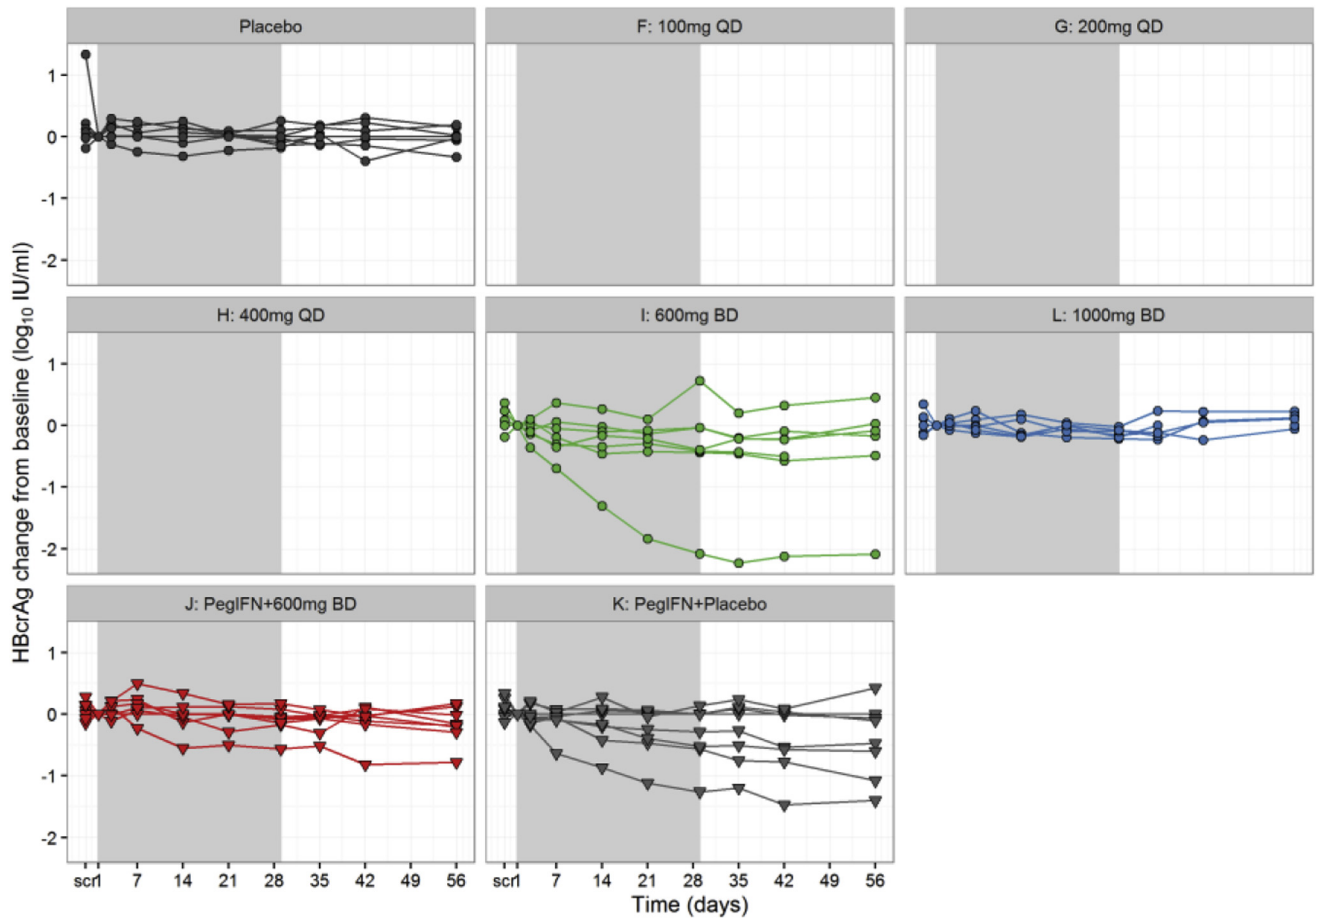 Placebo
F: 100mg QD
G: 200mg QD
1
0
-1
-2
H: 400mg QD
I: 600mg BD
L: 1000mg BD
1
0
-1
-2
J: PegIFN+600mg BD
K: PegIFN+Placebo
1
0
-1
-2
scr1 7 14 21 28 35 42 49 56
scr1 7 14 21 28 35 42 49 56
Time (days)
HBcrAg change from baseline (log10 IU/ml)